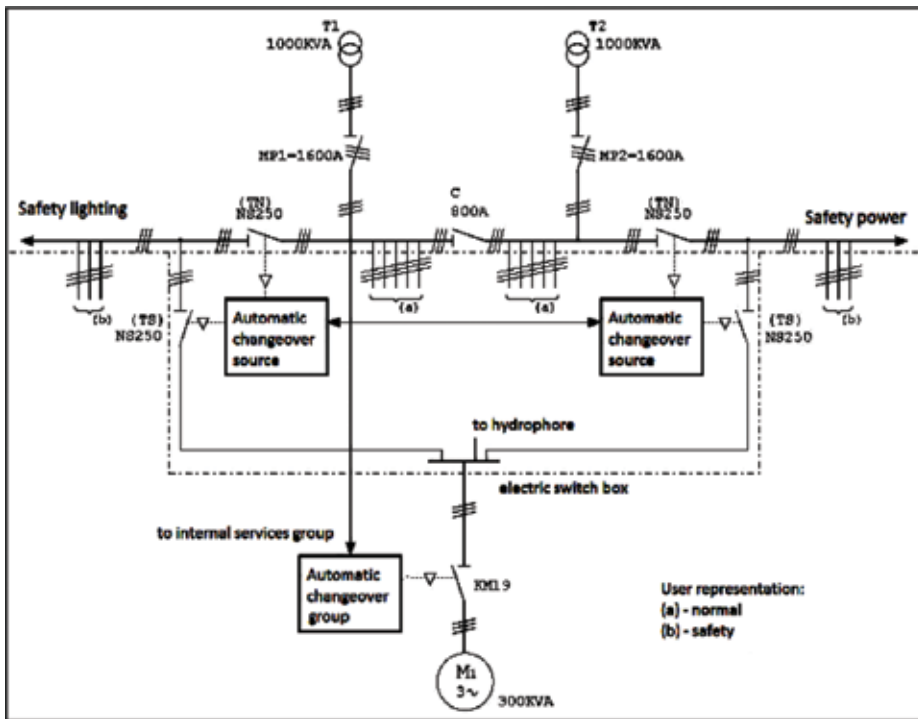 T1
1000KVA
T2
1000KVA
MP1-1600A
MP2-1600A
C
800A
(TN)
NS250
(TN)
NS250
Safety lighting
Safety power
(b)
(a)
(a)
(b)
(TS)
NS250
Automatic
changeover
source
Automatic
changeover
source
(TS)
NS250
to hydrophore
electric switch box
to internal services group
Automatic
changeover
group
KM19
User representation:
(a) - normal
(b) - safety
M1
3~
300KVA